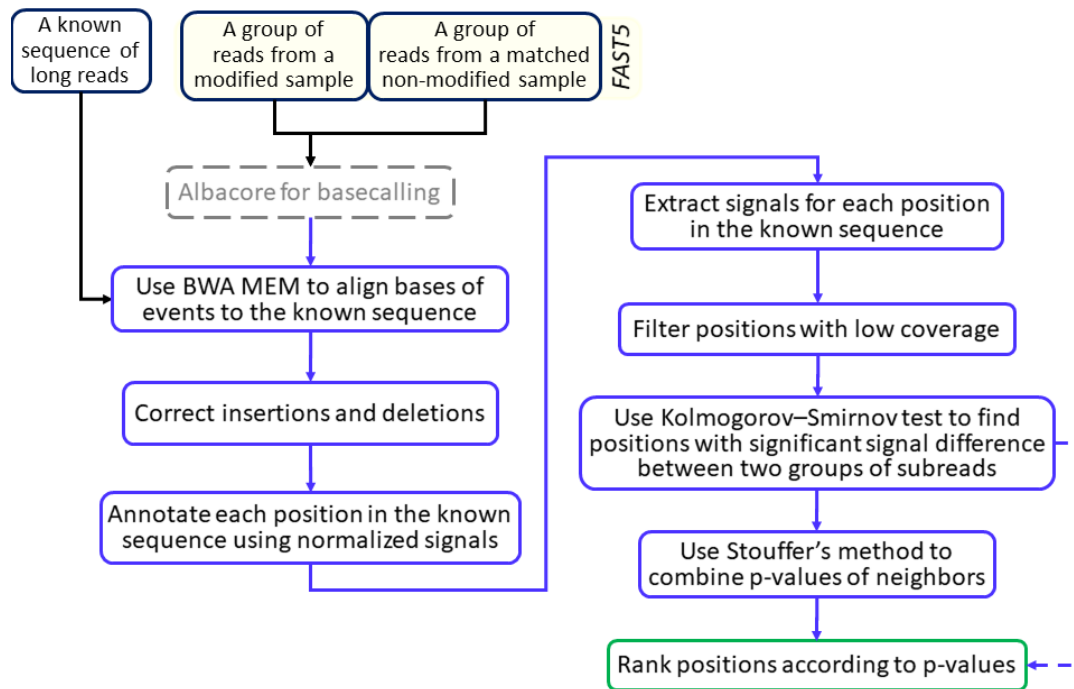 A known
sequence of
long reads
A group of
reads from a
modified sample
A group of
reads from a matched
non-modified sample
FAST5
Albacore for basecalling
Use BWA MEM to align bases of
events to the known sequence
Correct insertions and deletions
Annotate each position in the known
sequence using normalized signals
Extract signals for each position
in the known sequence
Filter positions with low coverage
Use Kolmogorov–Smirnov test to find
positions with significant signal difference
between two groups of subreads
Use Stouffer's method to
combine p-values of neighbors
Rank positions according to p-values